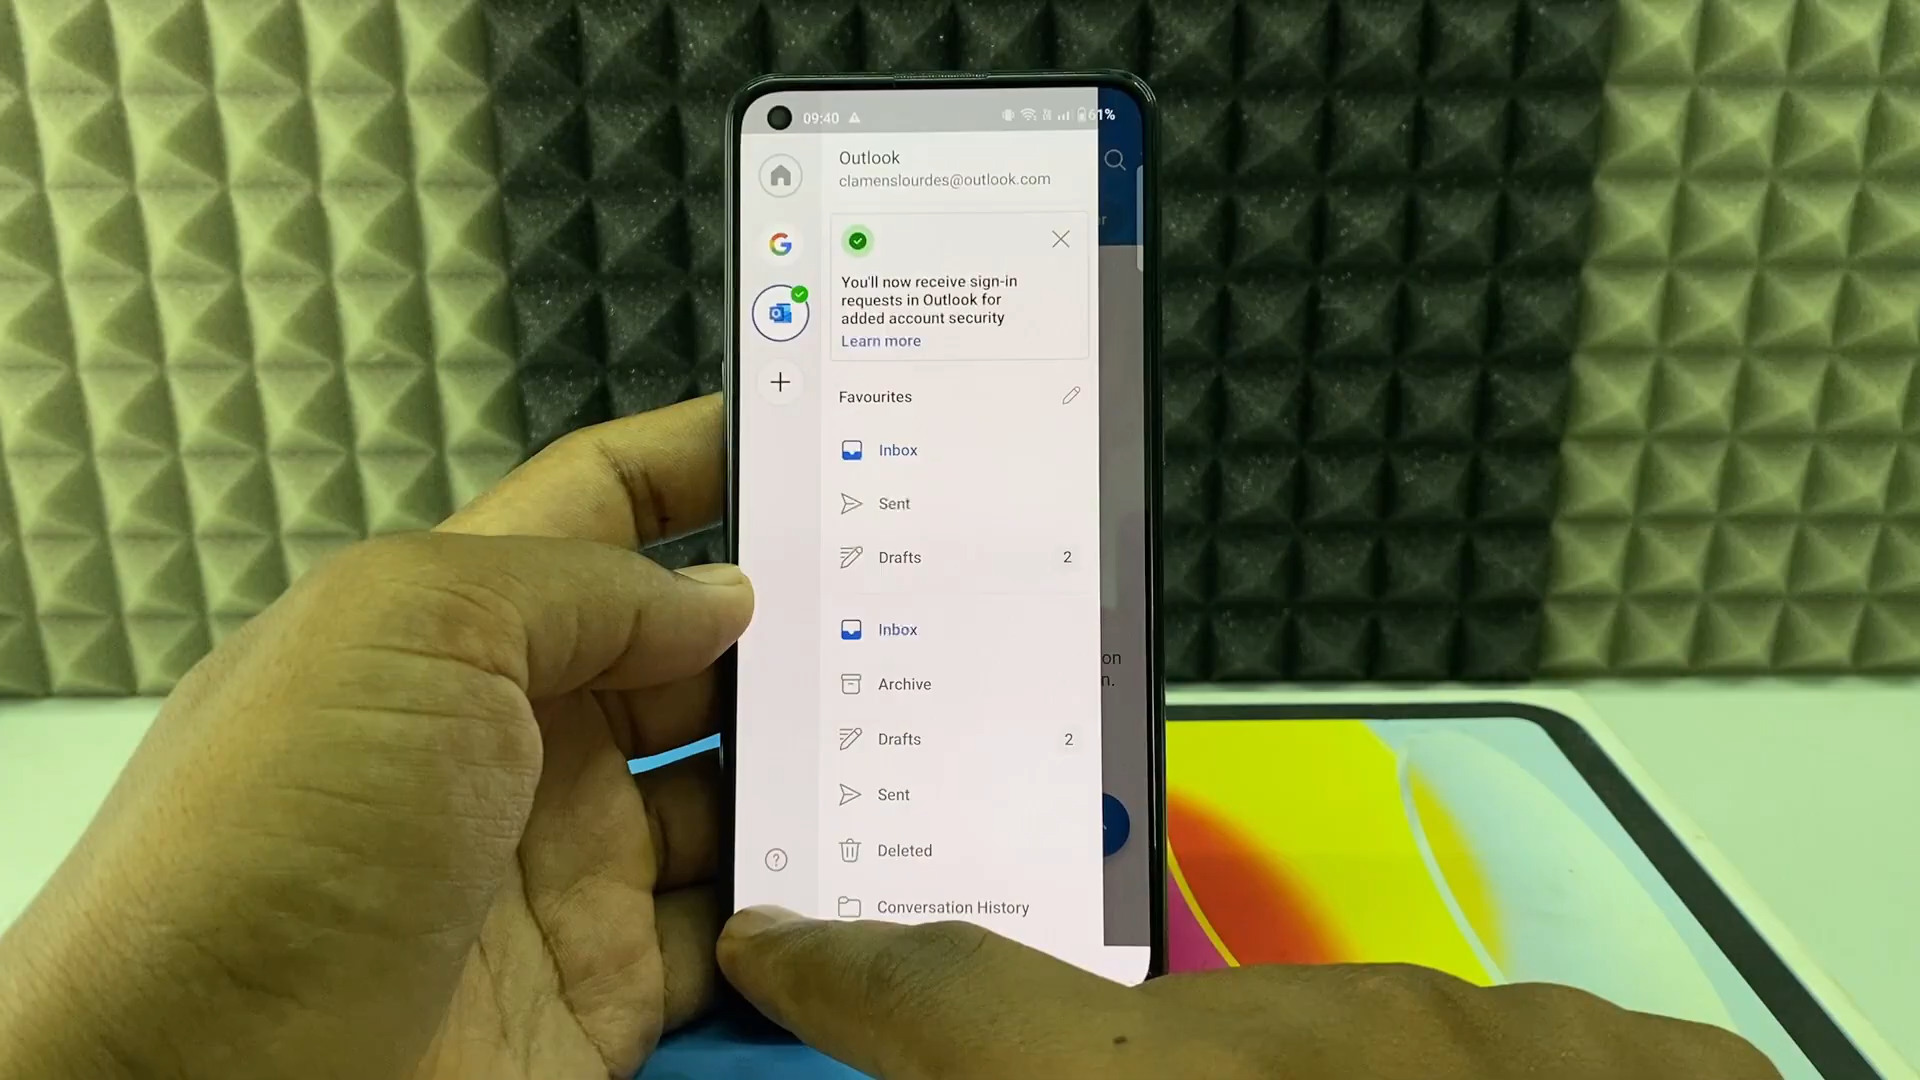 09:40
61%
Outlook
clamenslourdes@outlook.com
You'll now receive sign-in
requests in Outlook for
added account security
Learn more
Favourites
Inbox
Sent
Drafts 2
Inbox
Archive
Drafts 2
Sent
Deleted
Conversation History
on
n.